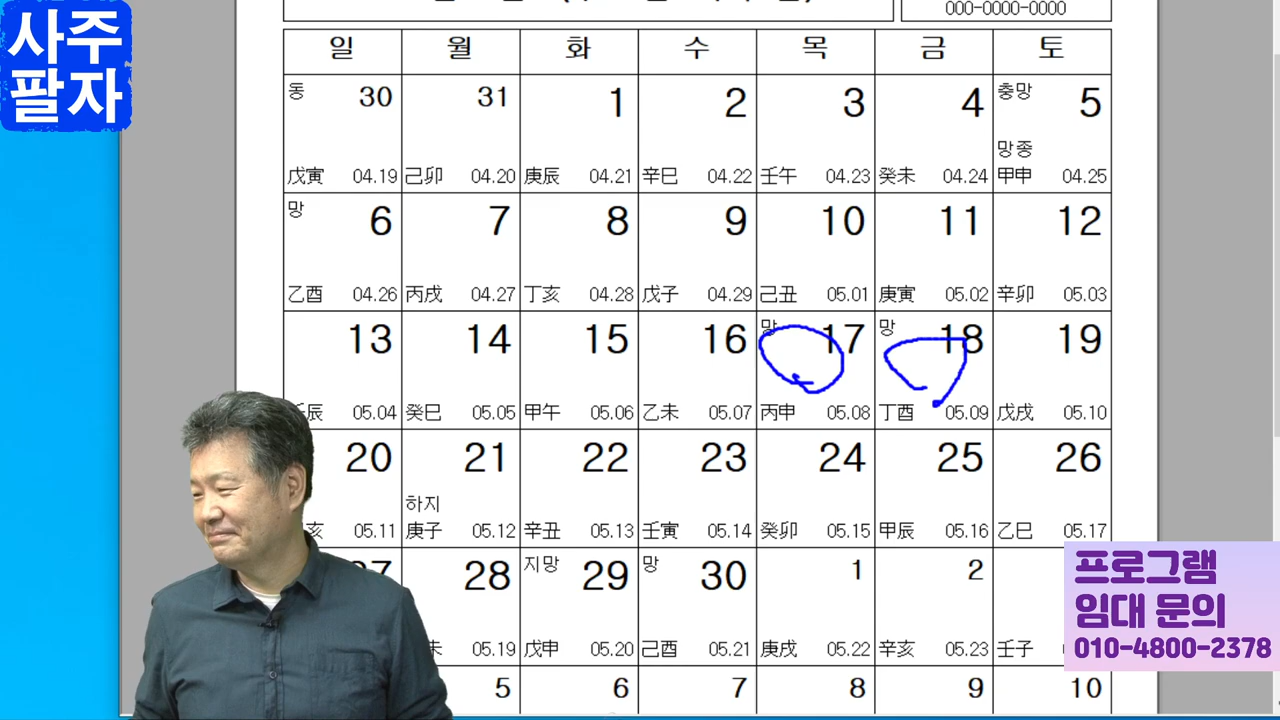 사주
팔자
000-0000-0000
일 월 화 수 목 금 토
동 30 31 1 2 3 4 충망 5
망종
戊寅 04.19 己卯 04.20 庚辰 04.21 辛巳 04.22 壬午 04.23 癸未 04.24 甲申 04.25
망 6 7 8 9 10 11 12
乙酉 04.26 丙戌 04.27 丁亥 04.28 戊子 04.29 己丑 05.01 庚寅 05.02 辛卯 05.03
13 14 15 16 망 17 망 18 19
辰 05.04 癸巳 05.05 甲午 05.06 乙未 05.07 丙申 05.08 丁酉 05.09 戊戌 05.10
20 21 22 23 24 25 26
하지
亥 05.11 庚子 05.12 辛丑 05.13 壬寅 05.14 癸卯 05.15 甲辰 05.16 乙巳 05.17
28 지망 29 망 30 1 2
05.19 戊申 05.20 己酉 05.21 庚戌 05.22 辛亥 05.23 壬子
5 6 7 8 9 10
프로그램
임대 문의
010-4800-2378